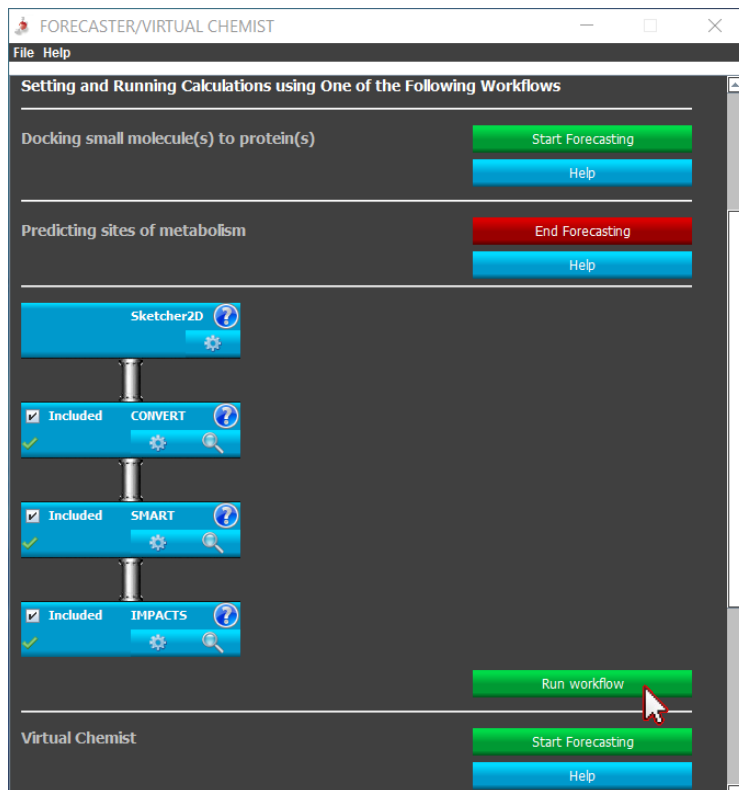 FORECASTER/VIRTUAL CHEMIST
File Help
Setting and Running Calculations using One of the Following Workflows
Docking small molecule(s) to protein(s)
Start Forecasting
Help
Predicting sites of metabolism
End Forecasting
Help
Sketcher2D ?
Included CONVERT ?
Included SMART ?
Included IMPACTS ?
Run workflow
Virtual Chemist
Start Forecasting
Help